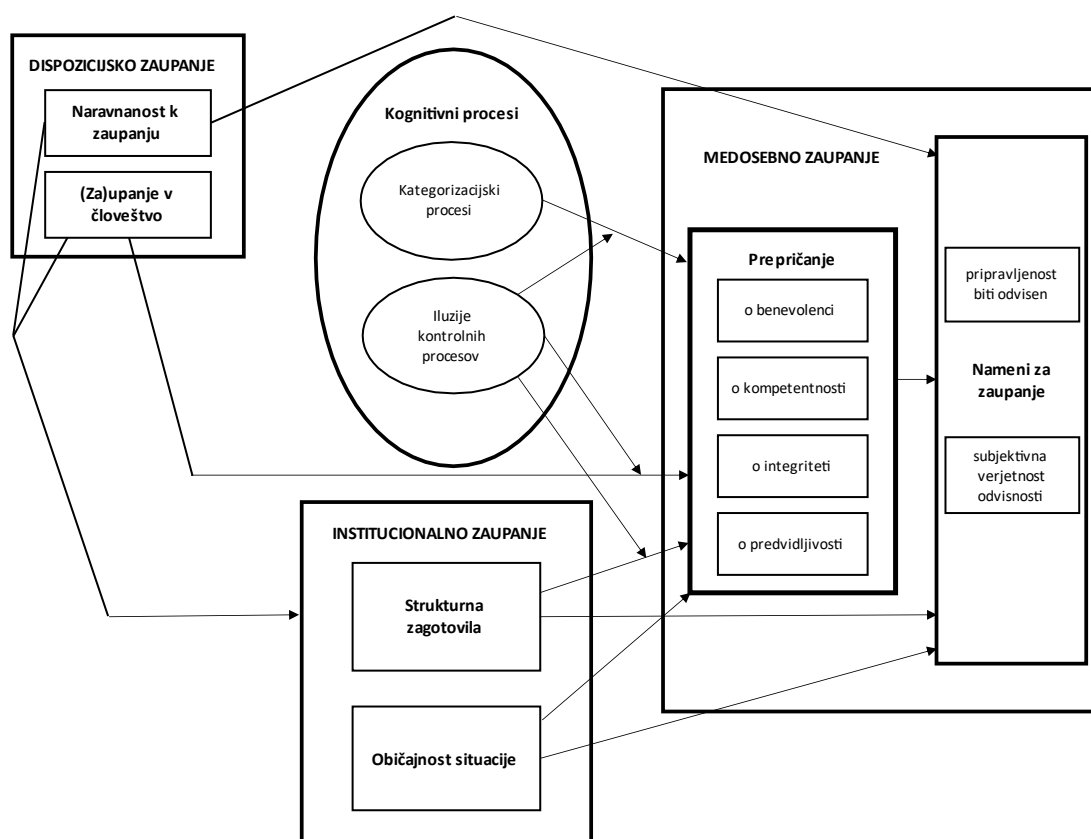 DISPOZICIJSKO ZAUPANJE
Naravnanost k
zaupanju
(Za)upanje v
človeštvo
Kognitivni procesi
Kategorizacijski
procesi
Iluzije
kontrolnih
procesov
INSTITUCIONALNO ZAUPANJE
Strukturna
zagotovila
Običajnost situacije
MEDOSEBNO ZAUPANJE
Prepričanje
o benevolenci
o kompetentnosti
o integriteti
o predvidljivosti
pripravljenost
biti odvisen
Nameni za
zaupanje
subjektivna
verjetnost
odvisnosti